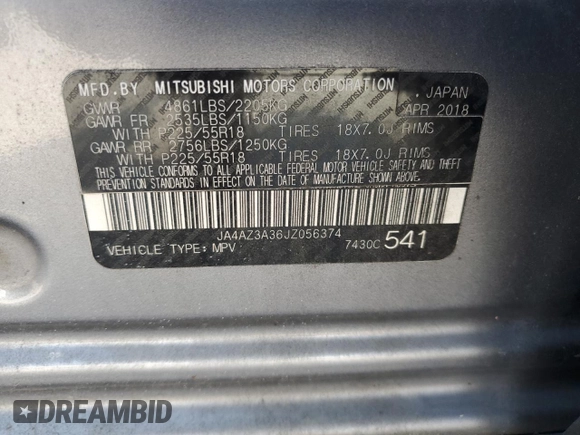 MFD.BY MITSUBISHI MOTORS CORPORATION
. JAPAN
GVWR 4861LBS/2205KG
APR 2018
GAWR FR 2535LBS/1150KG
WITH P225/55R18 TIRES 18X7.0J RIMS
GAWR RR 2756LBS/1250KG
WITH P225/55R18 TIRES 18X7.0J RIMS
THIS VEHICLE CONFORMS TO ALL APPLICABLE FEDERAL MOTOR VEHICLE SAFETY AND THEFT
PREVENTION STANDARDS IN EFFECT ON THE DATE OF MANUFACTURE SHOWN ABOVE.
JA4AZ3A36JZ056374
VEHICLE TYPE: MPV 7430C 541
DREAMBID